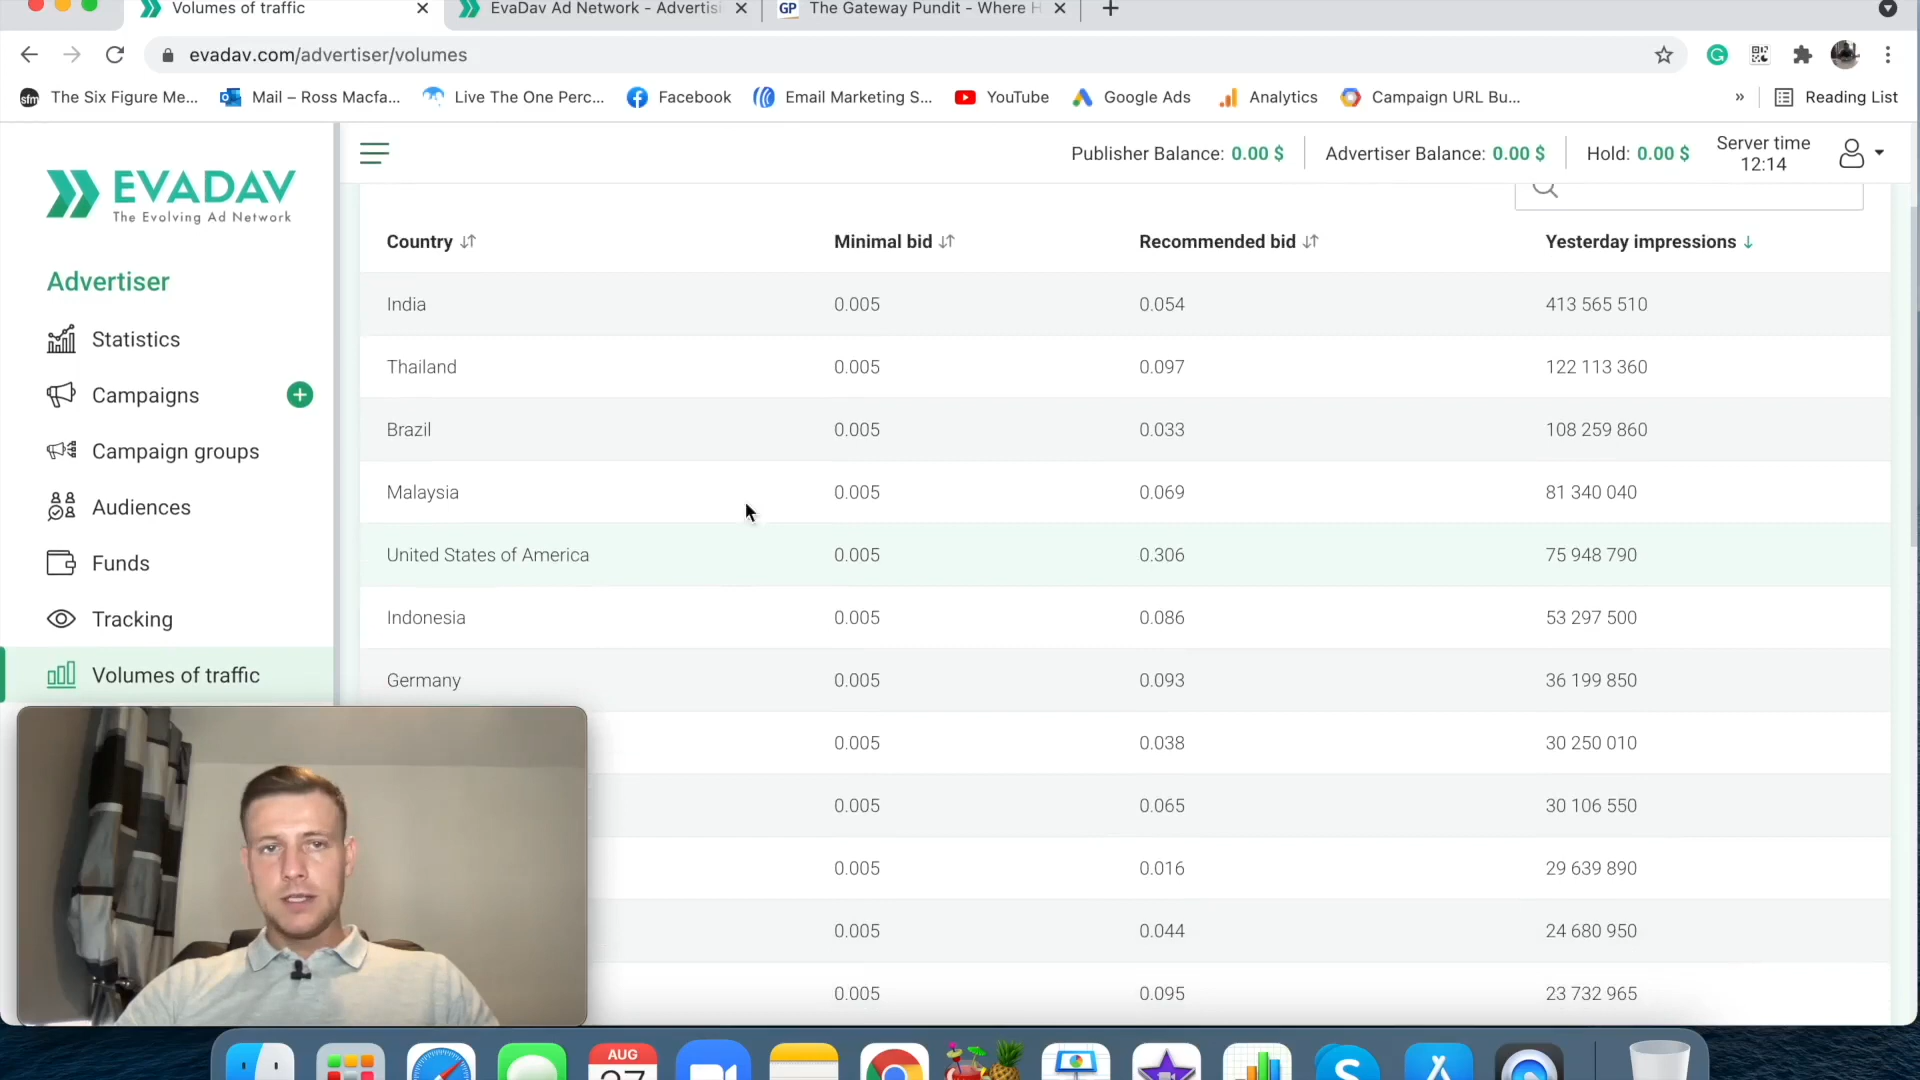 Volumes of traffic
EvaDav Ad Network - Advertisi
GP The Gateway Pundit - Where H
evadav.com/advertiser/volumes
sfm The Six Figure Me...
Mail – Ross Macfa...
Live The One Perc...
Facebook
Email Marketing S...
YouTube
Google Ads
Analytics
Campaign URL Bu...
»
Reading List
EVADAV
The Evolving Ad Network
Publisher Balance: 0.00 $
Advertiser Balance: 0.00 $
Hold: 0.00 $
Server time
12:14
Advertiser
Statistics
Campaigns
Campaign groups
Audiences
Funds
Tracking
Volumes of traffic
Country Minimal bid Recommended bid Yesterday impressions
India 0.005 0.054 413 565 510
Thailand 0.005 0.097 122 113 360
Brazil 0.005 0.033 108 259 860
Malaysia 0.005 0.069 81 340 040
United States of America 0.005 0.306 75 948 790
Indonesia 0.005 0.086 53 297 500
Germany 0.005 0.093 36 199 850
0.005 0.038 30 250 010
0.005 0.065 30 106 550
0.005 0.016 29 639 890
0.005 0.044 24 680 950
0.005 0.095 23 732 965
AUG
27